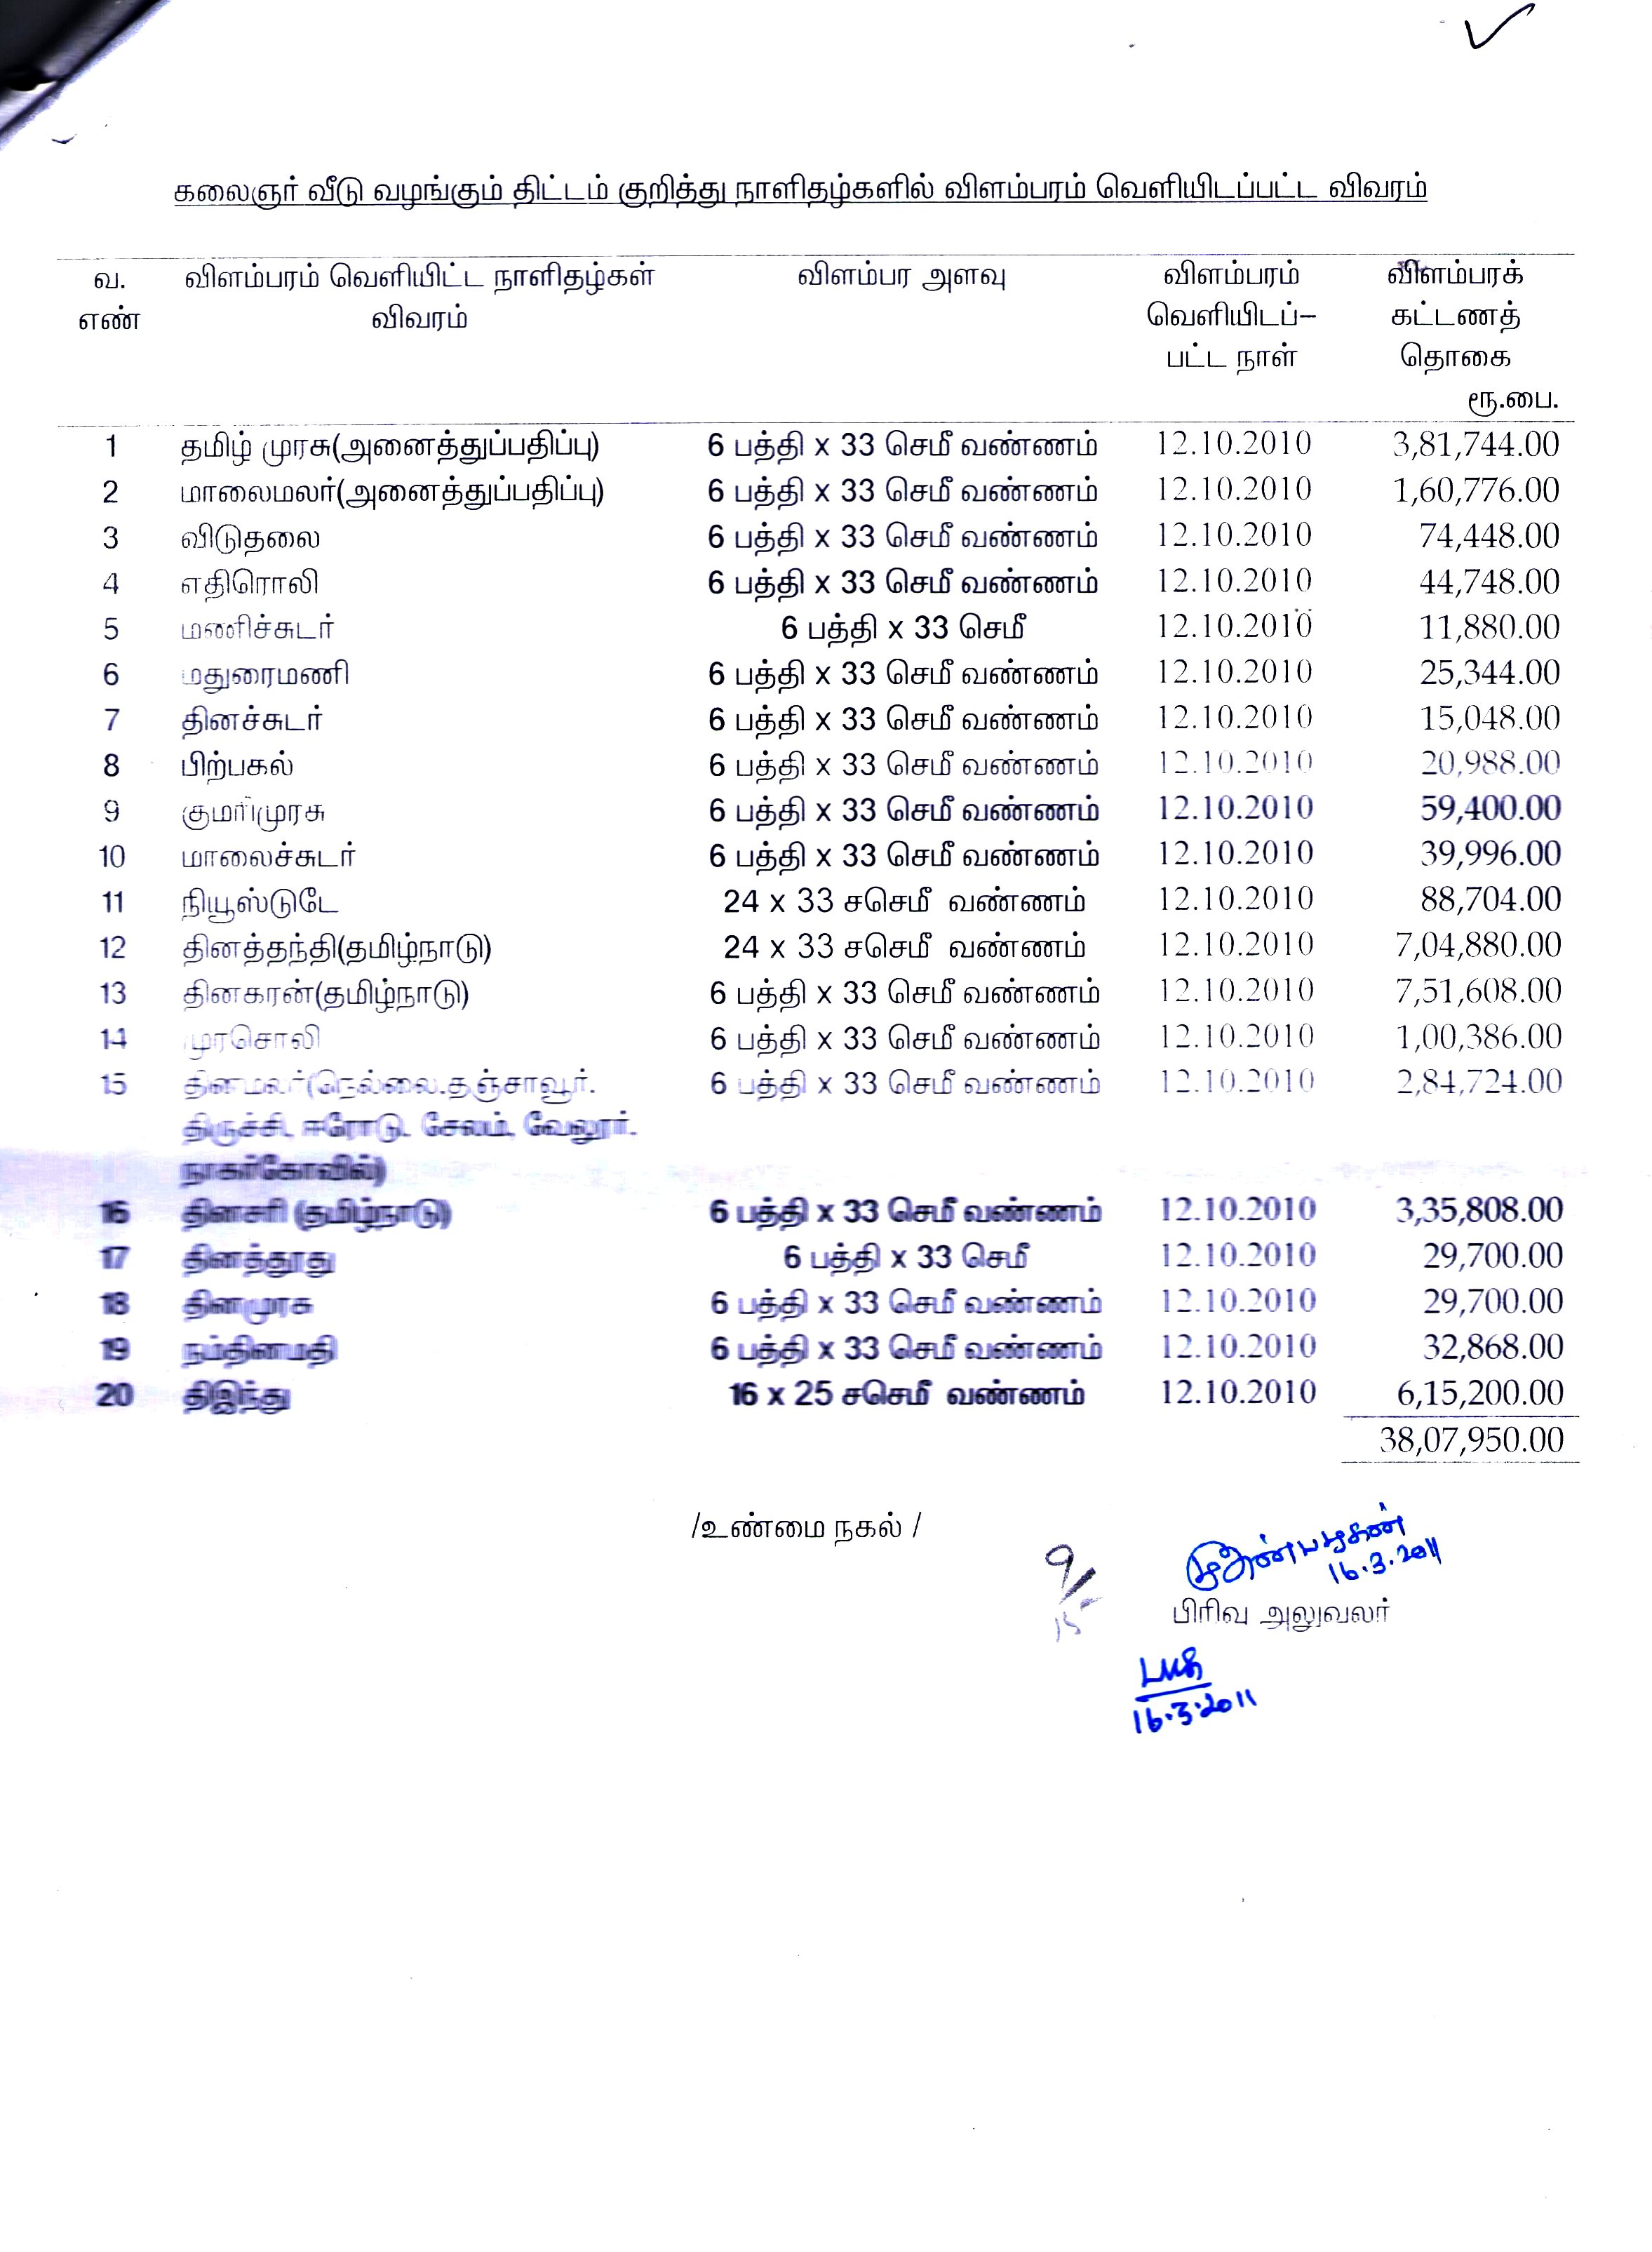 கலைஞர் வீடு வழங்கும் திட்டம் குறித்து நாளிதழ்களில் விளம்பரம் வெளியிடப்பட்ட விவரம்
வ. விளம்பரம் வெளியிட்ட நாளிதழ்கள் விளம்பர அளவு விளம்பரம் விளம்பரக்
எண் விவரம் வெளியிடப்- கட்டணத்
பட்ட நாள் தொகை
ரூ.பை.
1 தமிழ் முரசு(அனைத்துப்பதிப்பு) 6 பத்தி x 33 செமீ வண்ணம் 12.10.2010 3,81,744.00
2 மாலைமலர்(அனைத்துப்பதிப்பு) 6 பத்தி x 33 செமீ வண்ணம் 12.10.2010 1,60,776.00
3 விடுதலை 6 பத்தி x 33 செமீ வண்ணம் 12.10.2010 74,448.00
4 எதிரொலி 6 பத்தி x 33 செமீ வண்ணம் 12.10.2010 44,748.00
5 மணிச்சுடர் 6 பத்தி x 33 செமீ 12.10.2010 11,880.00
6 மதுரைமணி 6 பத்தி x 33 செமீ வண்ணம் 12.10.2010 25,344.00
7 தினச்சுடர் 6 பத்தி x 33 செமீ வண்ணம் 12.10.2010 15,048.00
8 பிற்பகல் 6 பத்தி x 33 செமீ வண்ணம் 12.10.2010 20,988.00
9 குமரிமுரசு 6 பத்தி x 33 செமீ வண்ணம் 12.10.2010 59,400.00
10 மாலைச்சுடர் 6 பத்தி x 33 செமீ வண்ணம் 12.10.2010 39,996.00
11 நியூஸ்டுடே 24 x 33 சசெமீ வண்ணம் 12.10.2010 88,704.00
12 தினத்தந்தி(தமிழ்நாடு) 24 x 33 சசெமீ வண்ணம் 12.10.2010 7,04,880.00
13 தினகரன்(தமிழ்நாடு) 6 பத்தி x 33 செமீ வண்ணம் 12.10.2010 7,51,608.00
14 முரசொலி 6 பத்தி x 33 செமீ வண்ணம் 12.10.2010 1,00,386.00
15 தினமலர்(நெல்லை.தஞ்சாவூர். 6 பத்தி x 33 செமீ வண்ணம் 12.10.2010 2,84,724.00
திருச்சி. ஈரோடு. சேலம். வேலூர்.
நாகர்கோவில்)
16 தினசரி (தமிழ்நாடு) 6 பத்தி x 33 செமீ வண்ணம் 12.10.2010 3,35,808.00
17 தினத்தூது 6 பத்தி x 33 செமீ 12.10.2010 29,700.00
18 தினமுரசு 6 பத்தி x 33 செமீ வண்ணம் 12.10.2010 29,700.00
19 நம்தினமதி 6 பத்தி x 33 செமீ வண்ணம் 12.10.2010 32,868.00
20 திஇந்து 16 x 25 சசெமீ வண்ணம் 12.10.2010 6,15,200.00
38,07,950.00
/உண்மை நகல் /
16.3.2011
பிரிவு அலுவலர்
16.3.2011